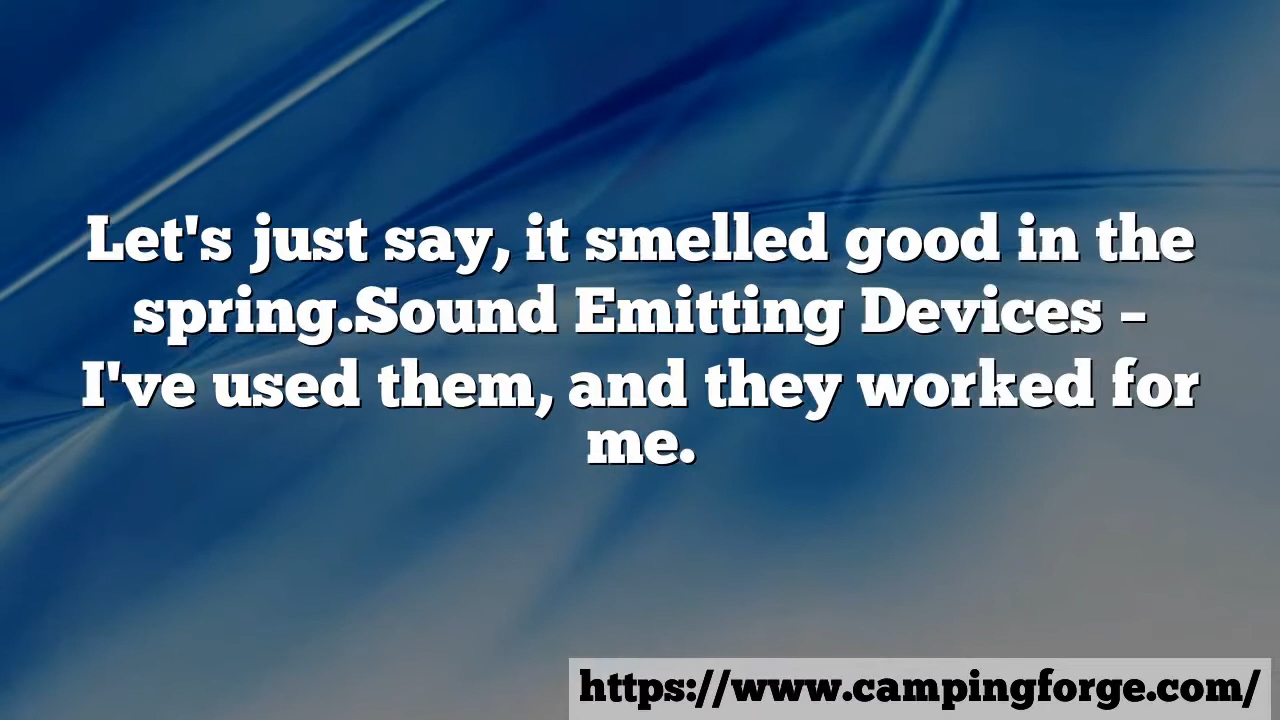 Let's just say, it smelled good in the
spring.Sound Emitting Devices –
I've used them, and they worked for
me.
https://www.campingforge.com/